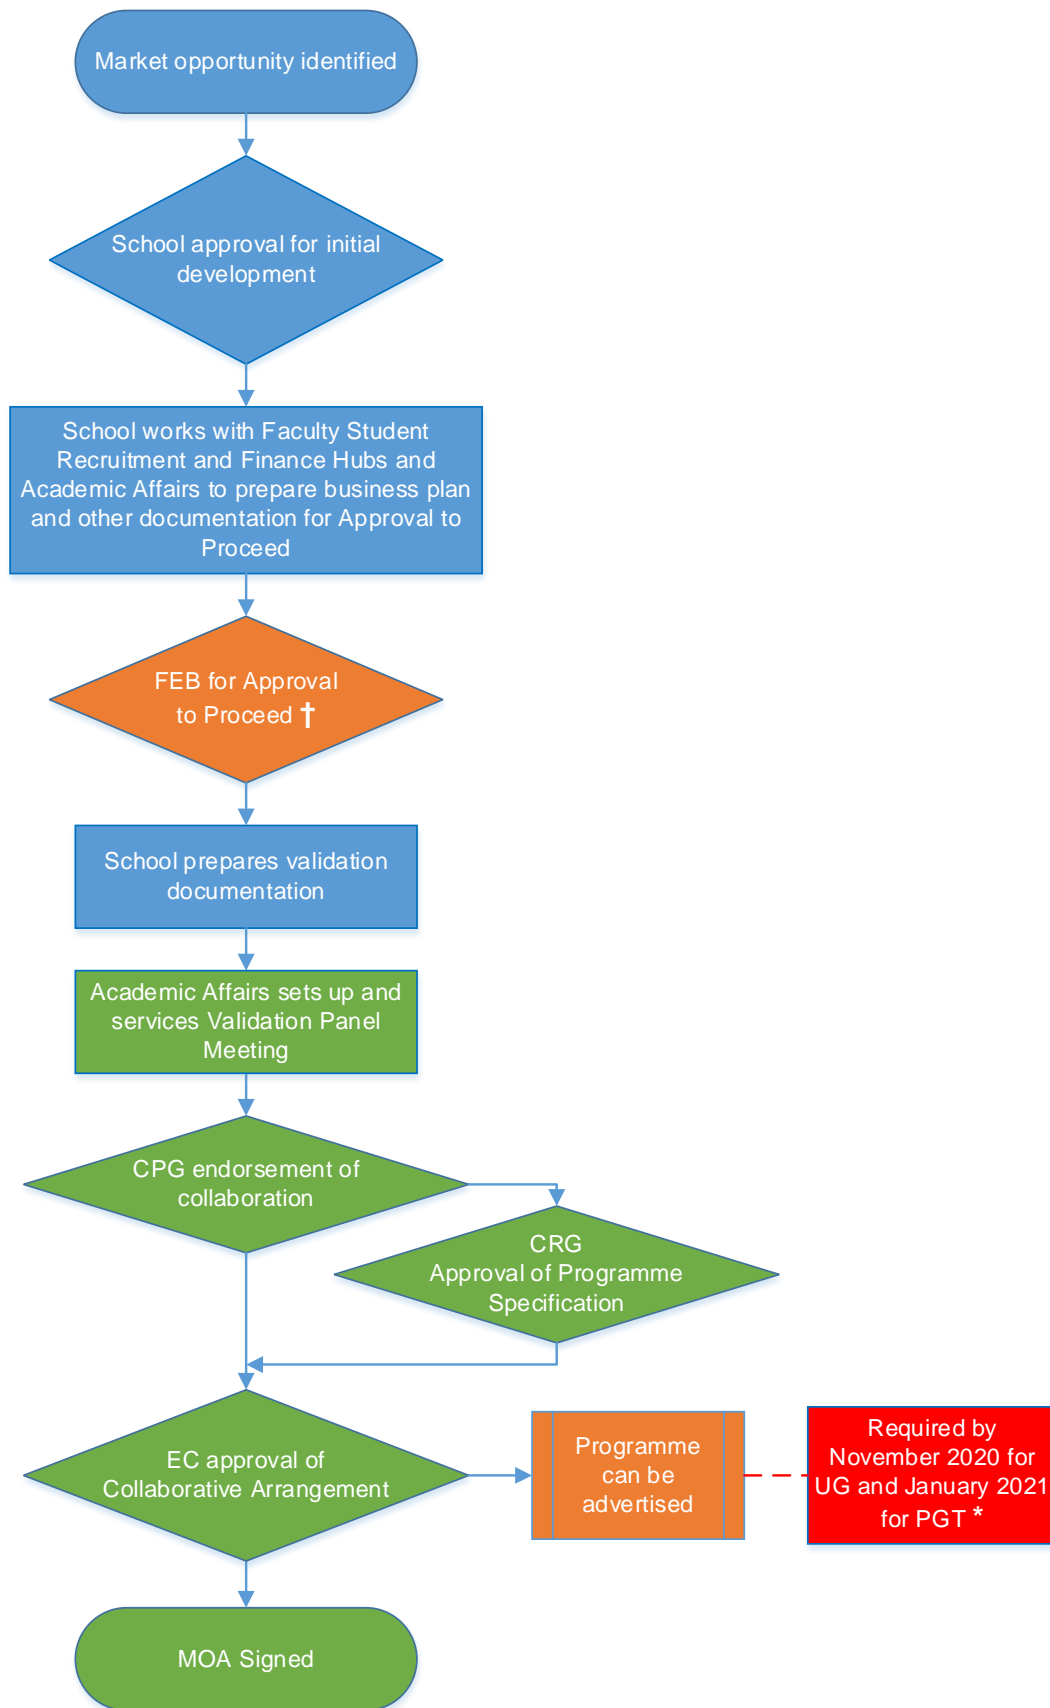 Market opportunity identified
School approval for initial
development
School works with Faculty Student
Recruitment and Finance Hubs and
Academic Affairs to prepare business plan
and other documentation for Approval to
Proceed
FEB for Approval
to Proceed †
School prepares validation
documentation
Academic Affairs sets up and
services Validation Panel
Meeting
CPG endorsement of
collaboration
CRG
Approval of Programme
Specification
EC approval of
Collaborative Arrangement
Programme
can be
advertised
Required by
November 2020 for
UG and January 2021
for PGT *
MOA Signed